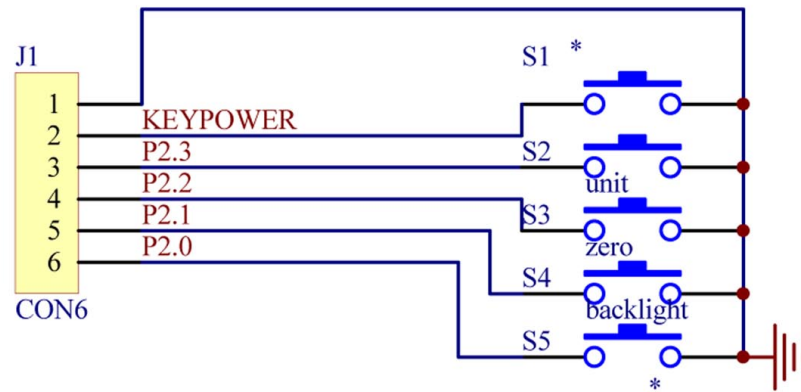 J1
S1 *
1
KEYPOWER
2
P2.3
3
S2
unit
P2.2
4
P2.1
5
S3
zero
P2.0
6
S4
backlight
CON6
S5
*